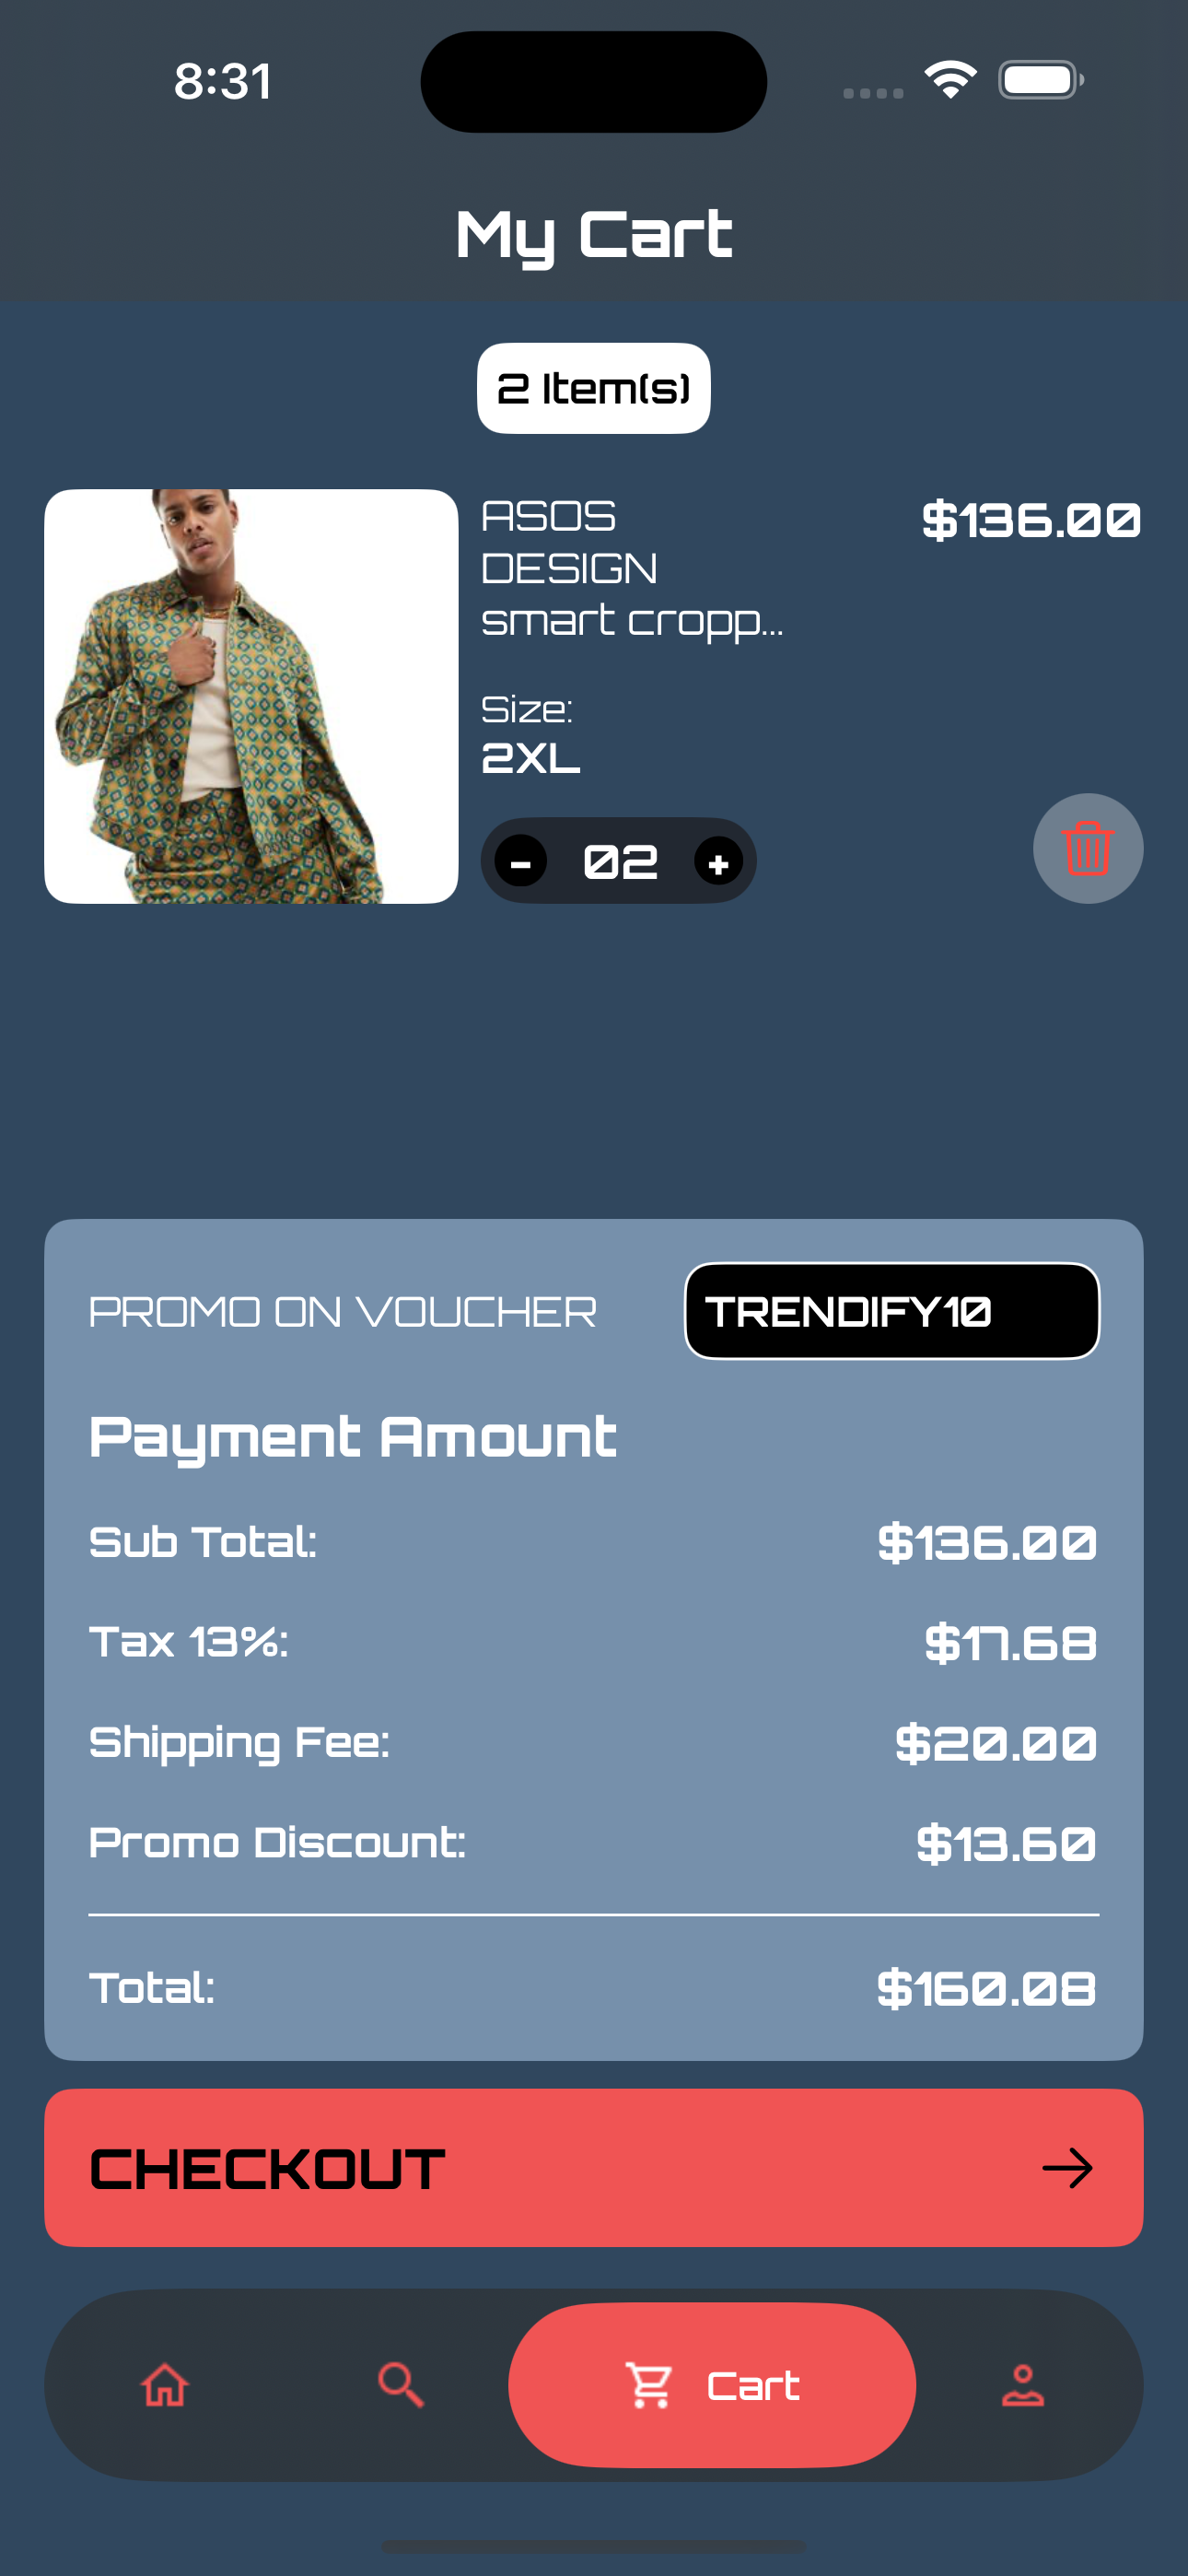 8:31
My Cart
2 Item(s)
ASOS
DESIGN
smart cropp...
$136.00
Size:
2XL
- 02 +
PROMO ON VOUCHER TRENDIFY10
Payment Amount
Sub Total: $136.00
Tax 13%: $17.68
Shipping Fee: $20.00
Promo Discount: $13.60
Total: $160.08
CHECKOUT
Cart